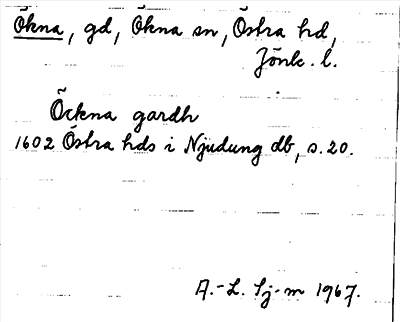 Ökna, gd, Ökna sn, Östra hd,
Jönk. l.
Öckna gardh
1602 Östra hds i Njudung db, s. 20.
A.-L. Sj-m 1967.